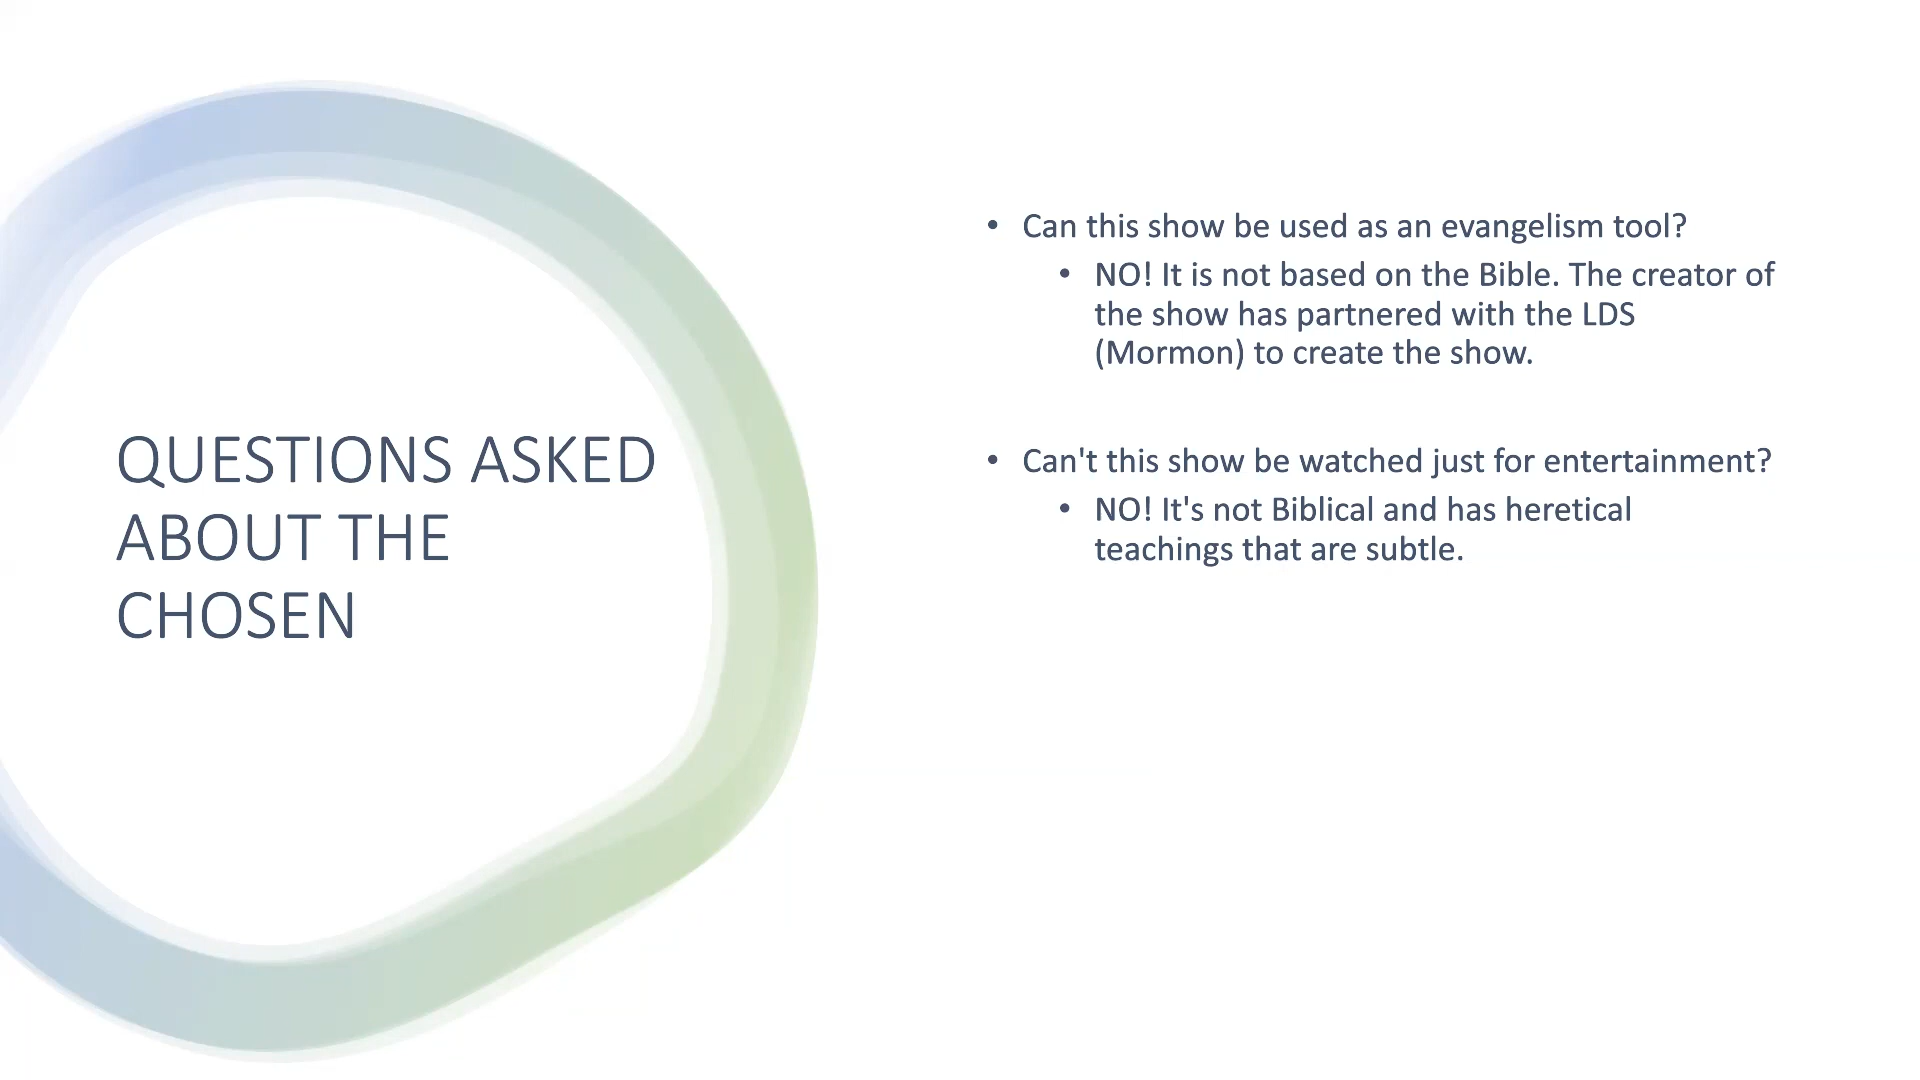 QUESTIONS ASKED
ABOUT THE
CHOSEN
• Can this show be used as an evangelism tool?
• NO! It is not based on the Bible. The creator of
the show has partnered with the LDS
(Mormon) to create the show.
• Can't this show be watched just for entertainment?
• NO! It's not Biblical and has heretical
teachings that are subtle.